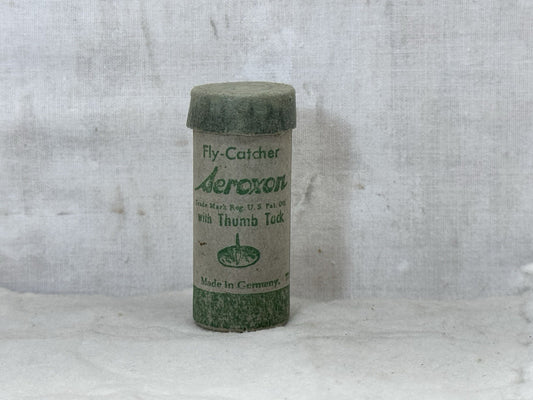 Fly-Catcher
Aeroxon
Trade Mark Reg. U. S. Pat. Off.
with Thumb Tack
Made in Germany.